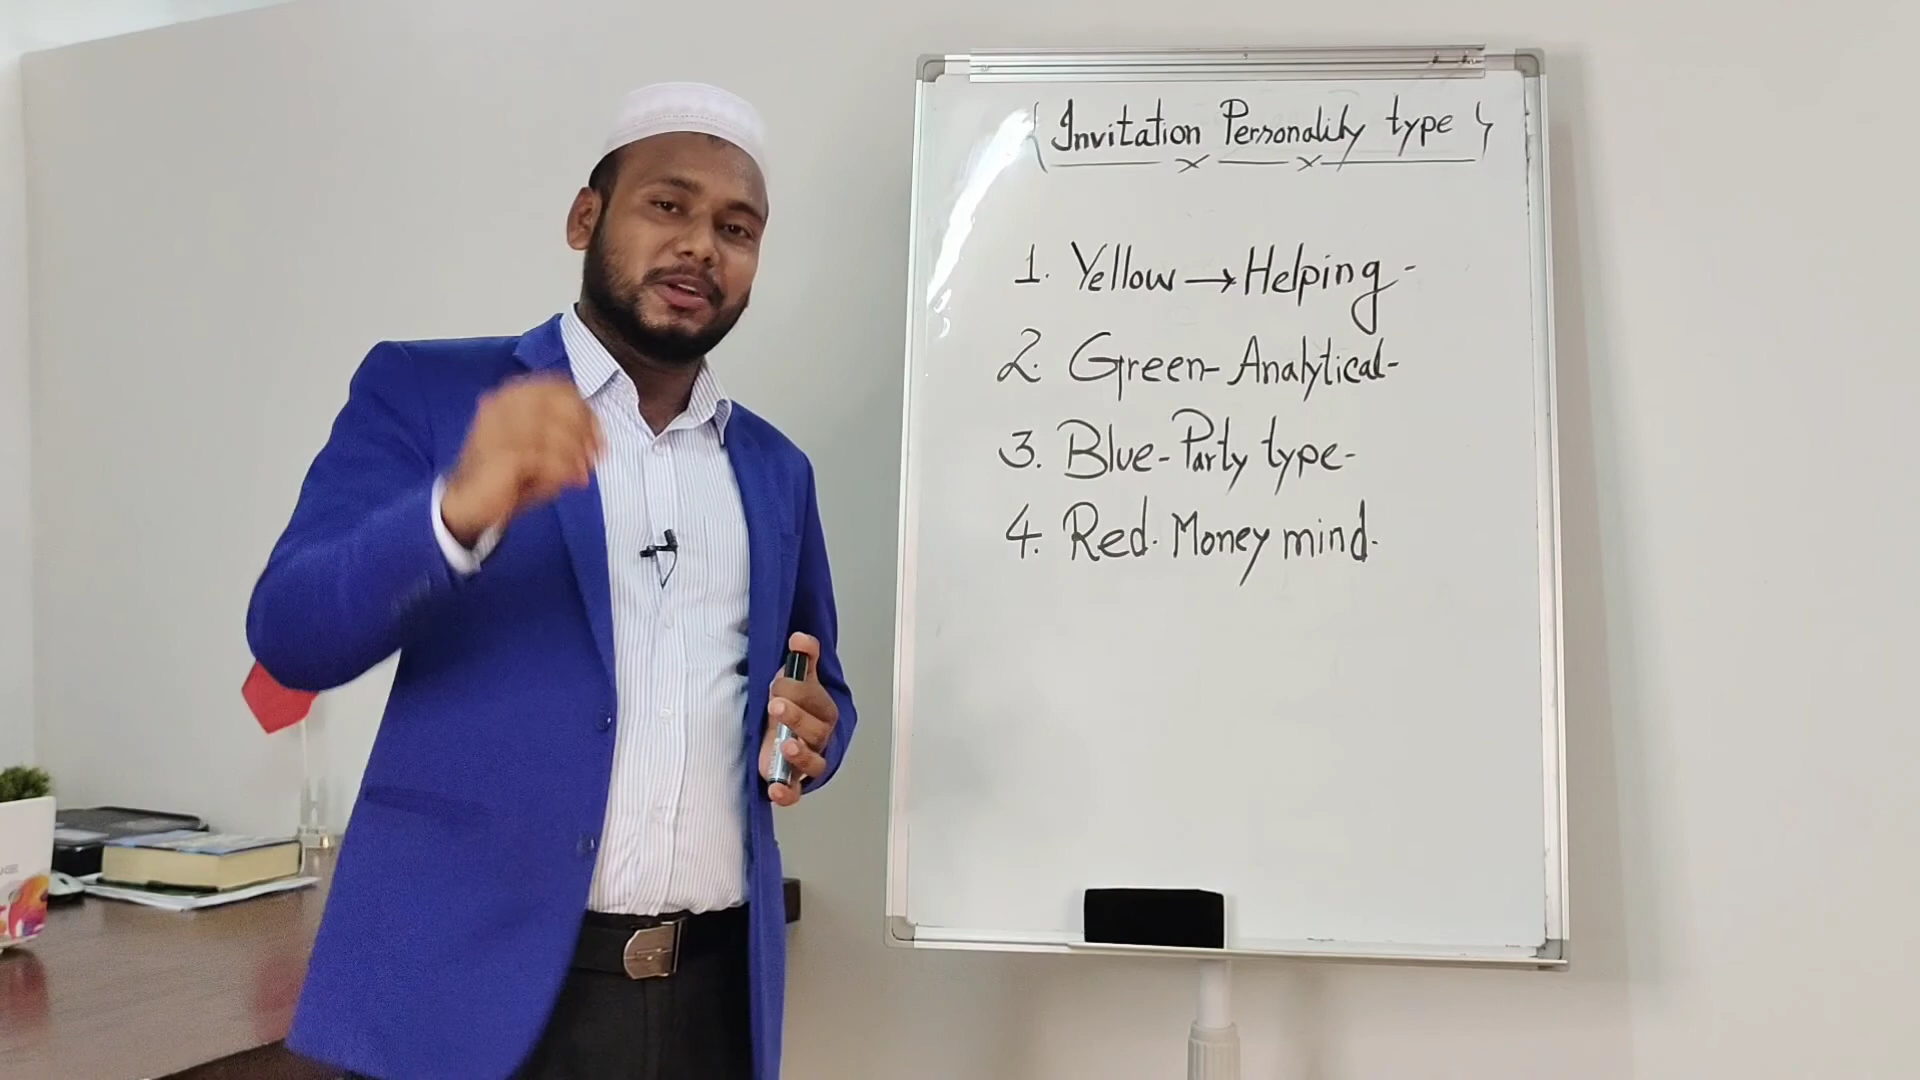 {Invitation Personality type}
1. Yellow → Helping -
2. Green - Analytical -
3. Blue - Party type -
4. Red. Money mind.